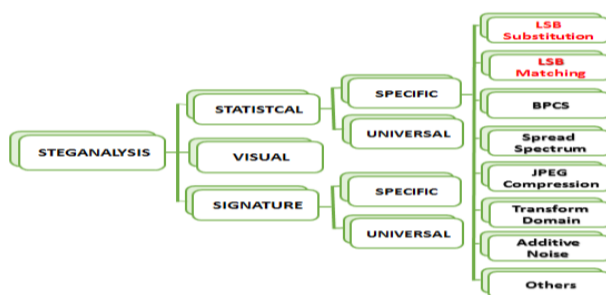 STEGANALYSIS
STATISTCAL
VISUAL
SIGNATURE
SPECIFIC
UNIVERSAL
SPECIFIC
UNIVERSAL
LSB
Substitution
LSB
Matching
BPCS
Spread
Spectrum
JPEG
Compression
Transform
Domain
Additive
Noise
Others